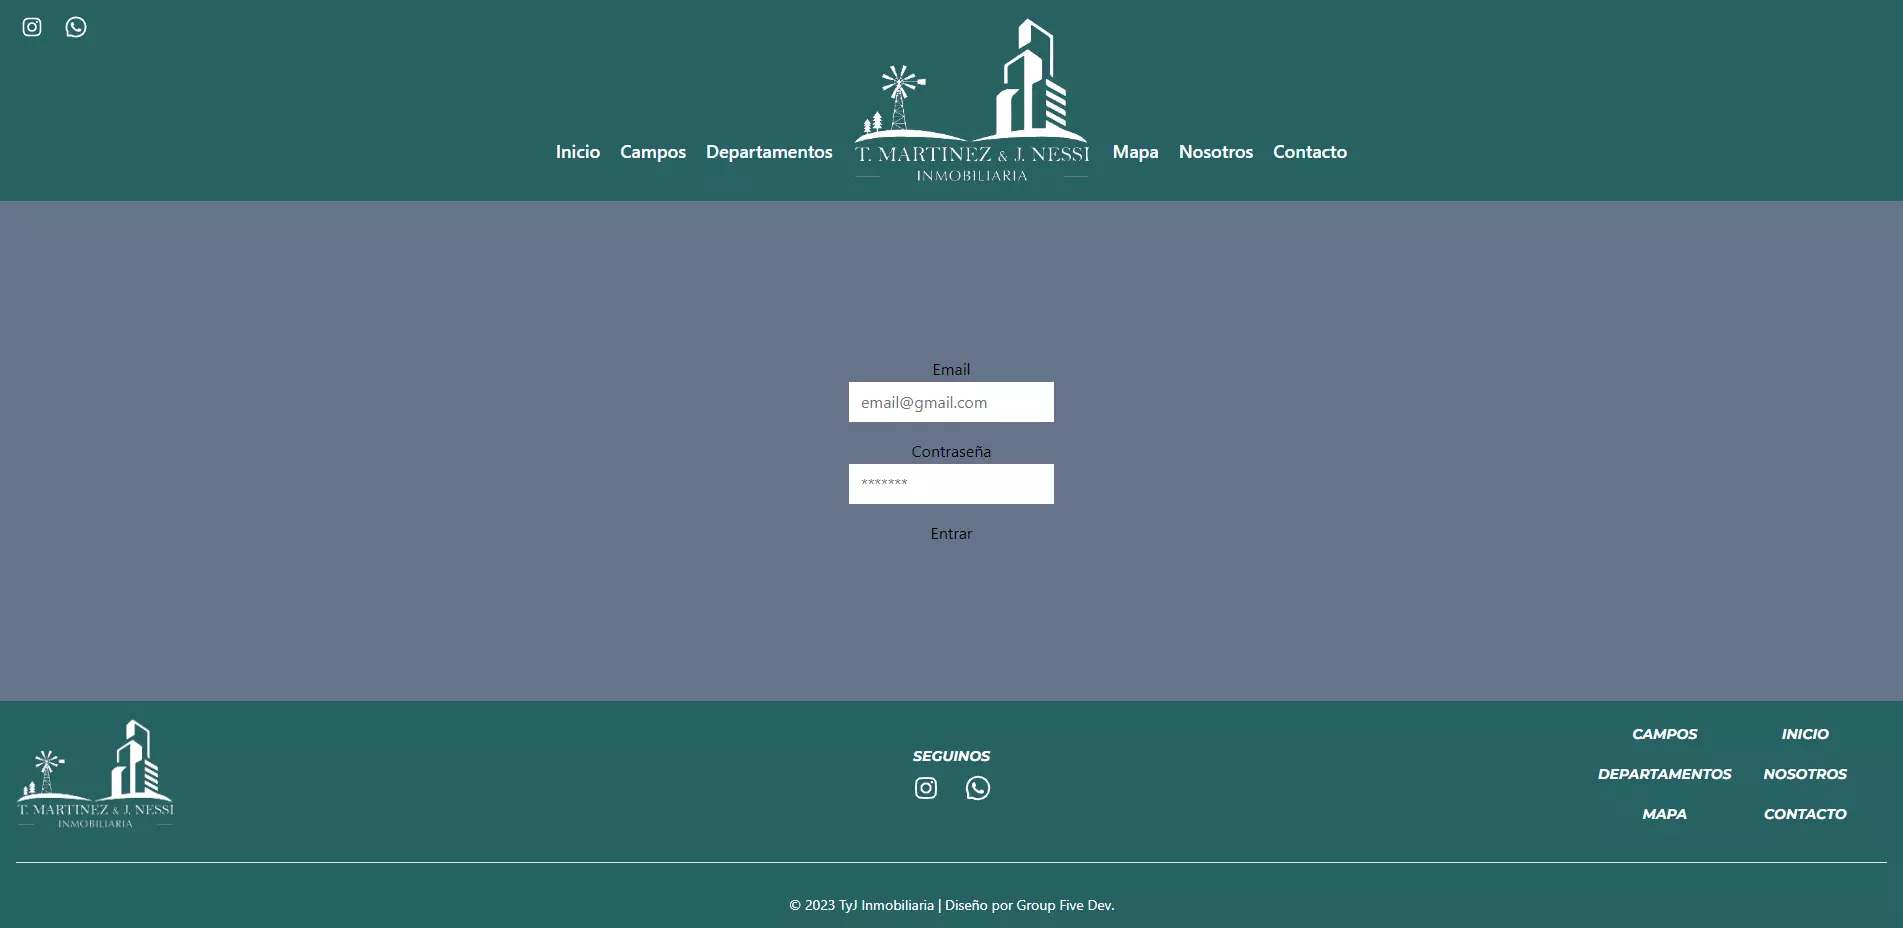 Inicio Campos Departamentos
T. MARTINEZ & J. NESSI
INMOBILIARIA
Mapa Nosotros Contacto
Email
email@gmail.com
Contraseña
*******
Entrar
T. MARTINEZ & J. NESSI
INMOBILIARIA
SEGUINOS
CAMPOS INICIO
DEPARTAMENTOS NOSOTROS
MAPA CONTACTO
© 2023 TyJ Inmobiliaria | Diseño por Group Five Dev.